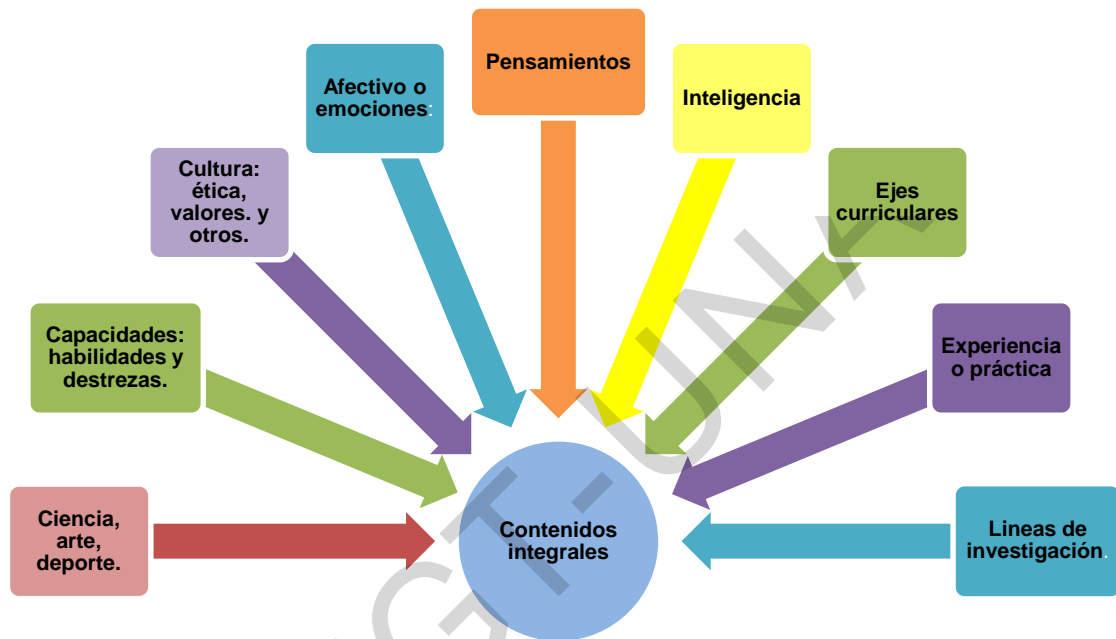 Pensamientos
Afectivo o
emociones:
Inteligencia
Cultura:
ética,
valores. y
otros.
Ejes
curriculares
Capacidades:
habilidades y
destrezas.
Experiencia
o práctica
Ciencia,
arte,
deporte.
Contenidos
integrales
Lineas de
investigación.